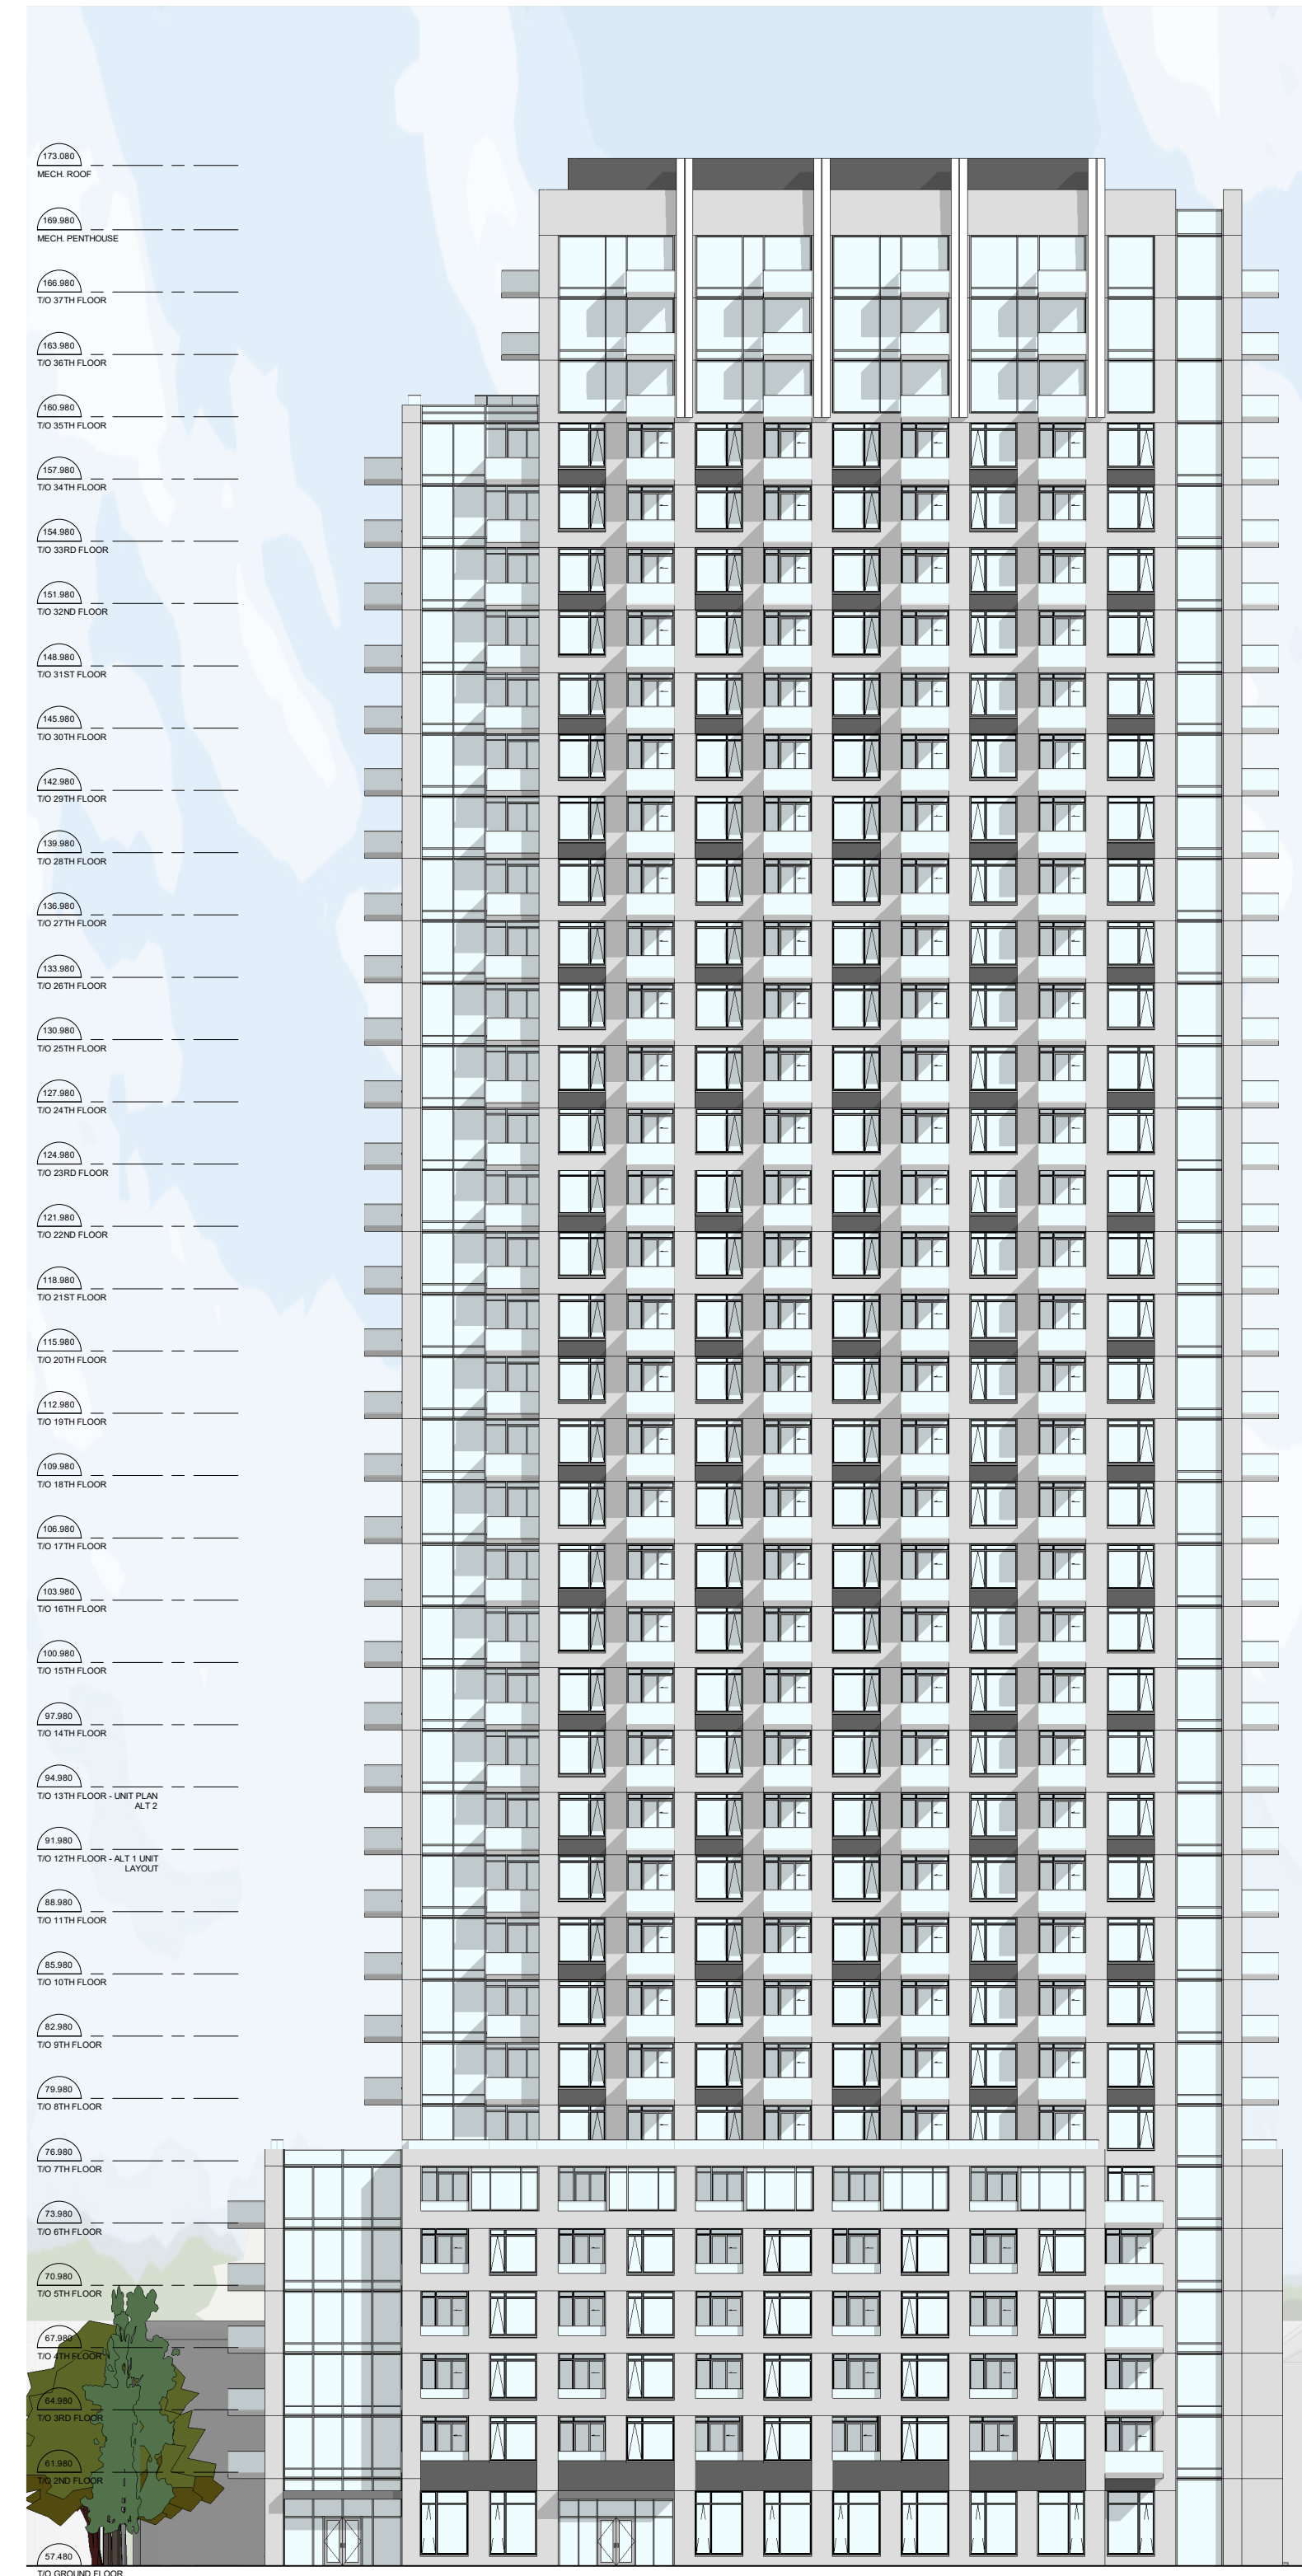 173.080
MECH. ROOF
169.980
MECH. PENTHOUSE
166.980
T/O 37TH FLOOR
163.980
T/O 36TH FLOOR
160.980
T/O 35TH FLOOR
157.980
T/O 34TH FLOOR
154.980
T/O 33RD FLOOR
151.980
T/O 32ND FLOOR
148.980
T/O 31ST FLOOR
145.980
T/O 30TH FLOOR
142.980
T/O 29TH FLOOR
139.980
T/O 28TH FLOOR
136.980
T/O 27TH FLOOR
133.980
T/O 26TH FLOOR
130.980
T/O 25TH FLOOR
127.980
T/O 24TH FLOOR
124.980
T/O 23RD FLOOR
121.980
T/O 22ND FLOOR
118.980
T/O 21ST FLOOR
115.980
T/O 20TH FLOOR
112.980
T/O 19TH FLOOR
109.980
T/O 18TH FLOOR
106.980
T/O 17TH FLOOR
103.980
T/O 16TH FLOOR
100.980
T/O 15TH FLOOR
97.980
T/O 14TH FLOOR
94.980
T/O 13TH FLOOR - UNIT PLAN
ALT 2
91.980
T/O 12TH FLOOR - ALT 1 UNIT
LAYOUT
88.980
T/O 11TH FLOOR
85.980
T/O 10TH FLOOR
82.980
T/O 9TH FLOOR
79.980
T/O 8TH FLOOR
76.980
T/O 7TH FLOOR
73.980
T/O 6TH FLOOR
70.980
T/O 5TH FLOOR
67.980
T/O 4TH FLOOR
64.980
T/O 3RD FLOOR
61.980
T/O 2ND FLOOR
57.480
T/O GROUND FLOOR